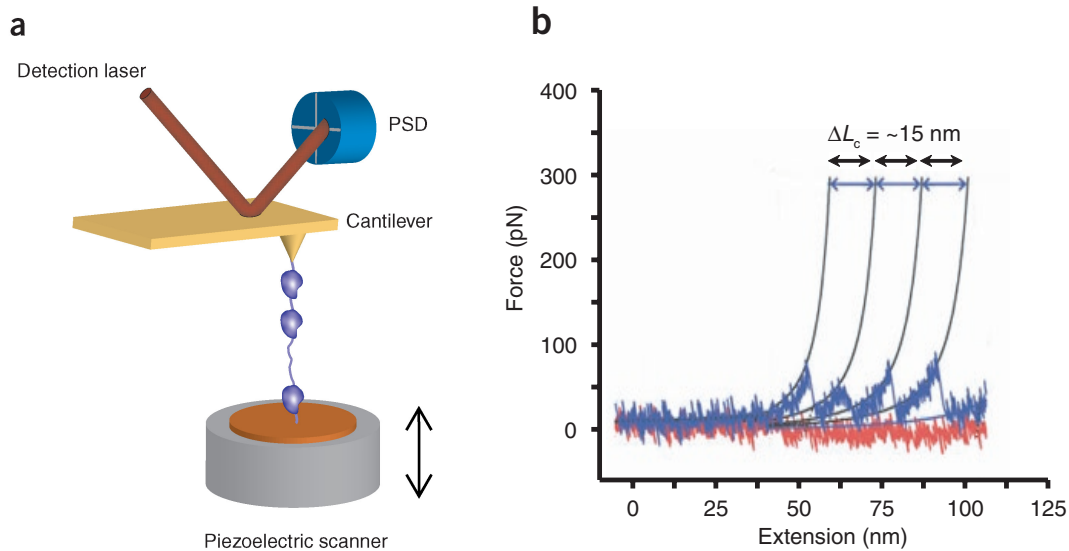 a
Detection laser
PSD
Cantilever
Piezoelectric scanner
b
400
300
200
100
0
Force (pN)
ΔLc = ~15 nm
0 25 50 75 100 125
Extension (nm)